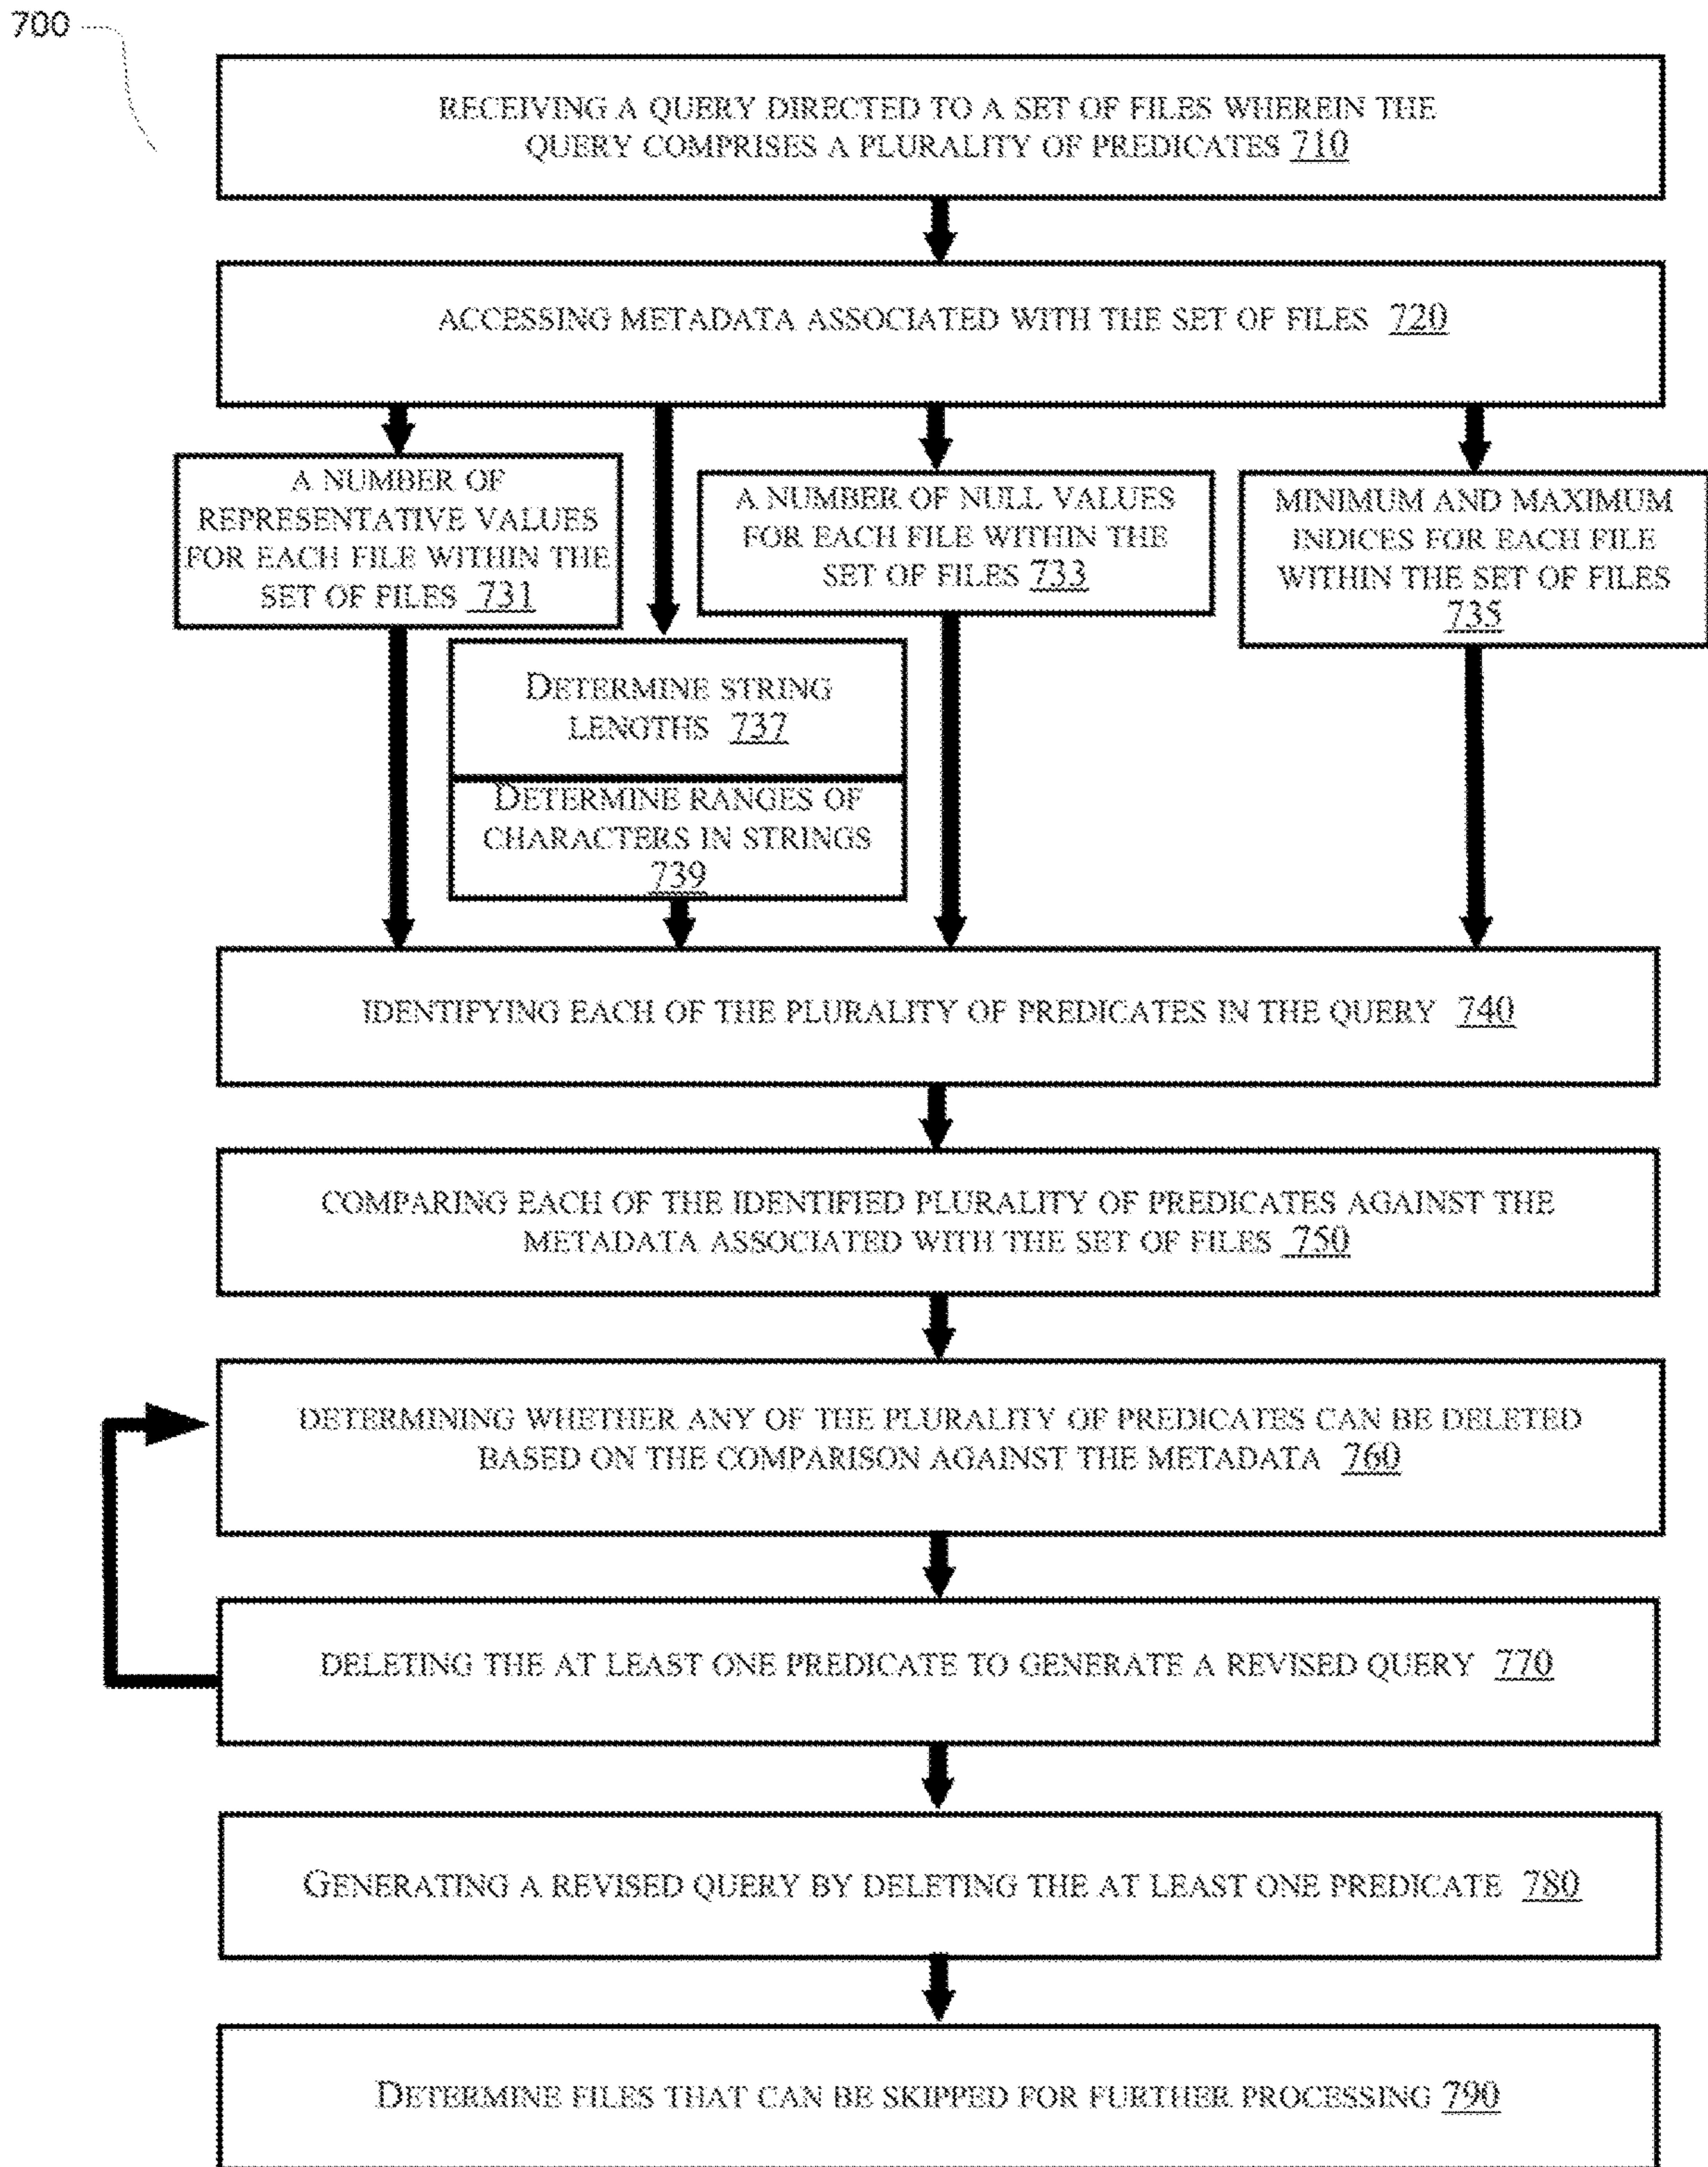 700
RECEIVING A QUERY DIRECTED TO A SET OF FILES WHEREIN THE
QUERY COMPRISES A PLURALITY OF PREDICATES 710
ACCESSING METADATA ASSOCIATED WITH THE SET OF FILES 720
A NUMBER OF
REPRESENTATIVE VALUES
FOR EACH FILE WITHIN THE
SET OF FILES 731
A NUMBER OF NULL VALUES
FOR EACH FILE WITHIN THE
SET OF FILES 733
MINIMUM AND MAXIMUM
INDICES FOR EACH FILE
WITHIN THE SET OF FILES
735
DETERMINE STRING
LENGTHS 737
DETERMINE RANGES OF
CHARACTERS IN STRINGS
739
IDENTIFYING EACH OF THE PLURALITY OF PREDICATES IN THE QUERY 740
COMPARING EACH OF THE IDENTIFIED PLURALITY OF PREDICATES AGAINST THE
METADATA ASSOCIATED WITH THE SET OF FILES 750
DETERMINING WHETHER ANY OF THE PLURALITY OF PREDICATES CAN BE DELETED
BASED ON THE COMPARISON AGAINST THE METADATA 760
DELETING THE AT LEAST ONE PREDICATE TO GENERATE A REVISED QUERY 770
GENERATING A REVISED QUERY BY DELETING THE AT LEAST ONE PREDICATE 780
DETERMINE FILES THAT CAN BE SKIPPED FOR FURTHER PROCESSING 790